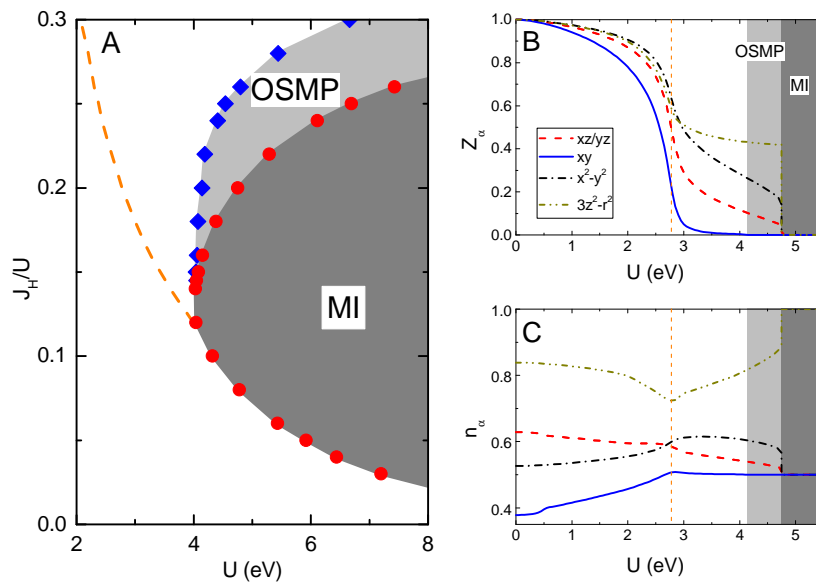 A
OSMP
MI
J_H/U
0.3
0.2
0.1
0.0
2 4 6 8
U (eV)
B
OSMP
MI
Z_α
1.0
0.8
0.6
0.4
0.2
0.0
xz/yz
xy
x²-y²
3z²-r²
0 1 2 3 4 5
U (eV)
C
n_α
1.0
0.8
0.6
0.4
0 1 2 3 4 5
U (eV)